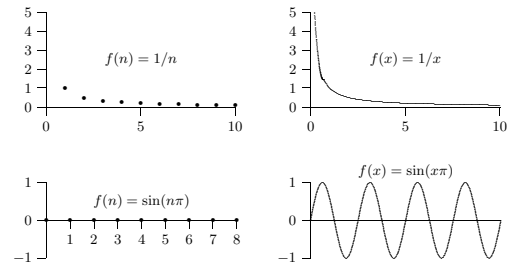 5
4
3
2
1
0
f(n) = 1/n
0 5 10
5
4
3
2
1
0
f(x) = 1/x
0 5 10
1
0
−1
f(n) = sin(nπ)
1 2 3 4 5 6 7 8
1
0
−1
f(x) = sin(xπ)